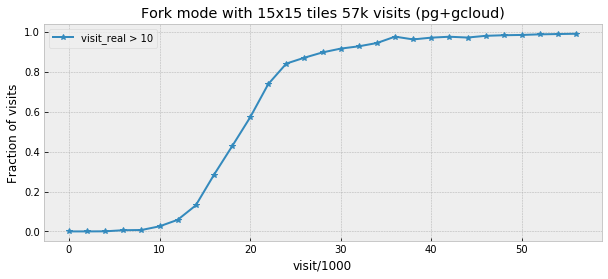 Fork mode with 15x15 tiles 57k visits (pg+gcloud)
visit_real > 10
Fraction of visits
1.0
0.8
0.6
0.4
0.2
0.0
0 10 20 30 40 50
visit/1000